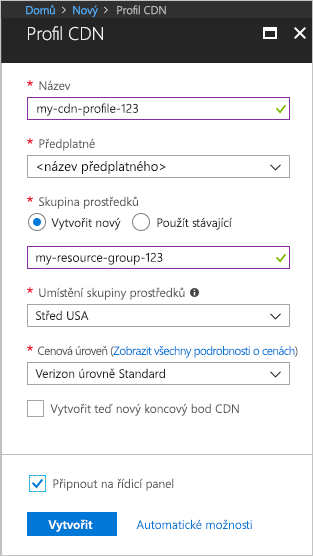 Domů > Nový > Profil CDN
Profil CDN
* Název
my-cdn-profile-123
* Předplatné
<název předplatného>
* Skupina prostředků
Vytvořit nový Použít stávající
my-resource-group-123
* Umístění skupiny prostředků
Střed USA
* Cenová úroveň (Zobrazit všechny podrobnosti o cenách)
Verizon úrovně Standard
Vytvořit teď nový koncový bod CDN
Připnout na řídicí panel
Vytvořit Automatické možnosti